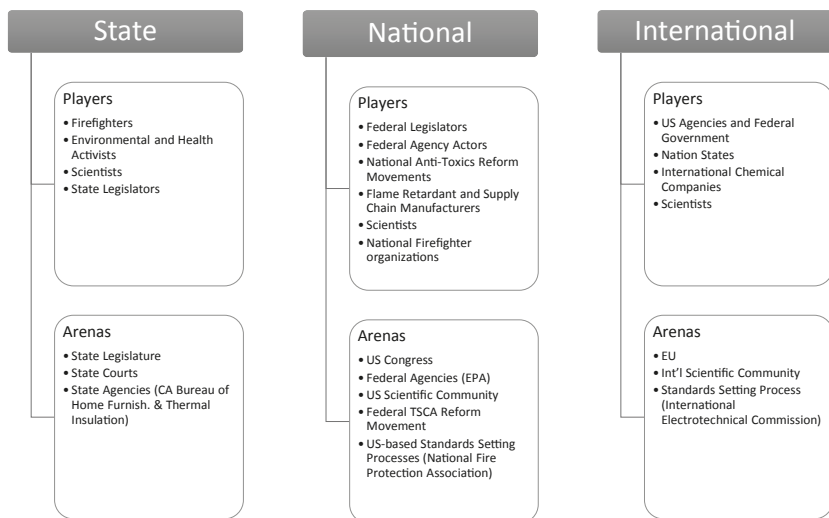 State
Players
• Firefighters
• Environmental and Health
Activists
• Scientists
• State Legislators
Arenas
• State Legislature
• State Courts
• State Agencies (CA Bureau of
Home Furnish. & Thermal
Insulation)
National
Players
• Federal Legislators
• Federal Agency Actors
• National Anti-Toxics Reform
Movements
• Flame Retardant and Supply
Chain Manufacturers
• Scientists
• National Firefighter
organizations
Arenas
• US Congress
• Federal Agencies (EPA)
• US Scientific Community
• Federal TSCA Reform
Movement
• US-based Standards Setting
Processes (National Fire
Protection Association)
International
Players
• US Agencies and Federal
Government
• Nation States
• International Chemical
Companies
• Scientists
Arenas
• EU
• Int'l Scientific Community
• Standards Setting Process
(International
Electrotechnical Commission)